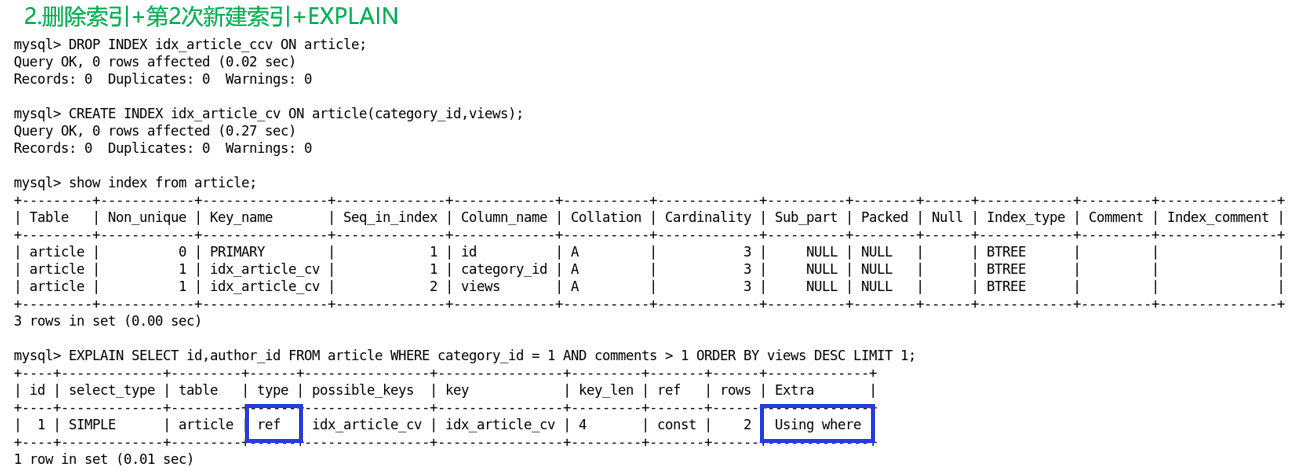 2.删除索引+第2次新建索引+EXPLAIN
mysql> DROP INDEX idx_article_ccv ON article;
Query OK, 0 rows affected (0.02 sec)
Records: 0  Duplicates: 0  Warnings: 0
mysql> CREATE INDEX idx_article_cv ON article(category_id,views);
Query OK, 0 rows affected (0.27 sec)
Records: 0  Duplicates: 0  Warnings: 0
mysql> show index from article;
+---------+------------+----------------+--------------+-------------+-----------+-------------+----------+--------+------+------------+---------+---------------+
| Table   | Non_unique | Key_name       | Seq_in_index | Column_name | Collation | Cardinality | Sub_part | Packed | Null | Index_type | Comment | Index_comment |
+---------+------------+----------------+--------------+-------------+-----------+-------------+----------+--------+------+------------+---------+---------------+
| article |          0 | PRIMARY        |            1 | id          | A         |           3 |     NULL | NULL   |      | BTREE      |         |               |
| article |          1 | idx_article_cv |            1 | category_id | A         |           3 |     NULL | NULL   |      | BTREE      |         |               |
| article |          1 | idx_article_cv |            2 | views       | A         |           3 |     NULL | NULL   |      | BTREE      |         |               |
+---------+------------+----------------+--------------+-------------+-----------+-------------+----------+--------+------+------------+---------+---------------+
3 rows in set (0.00 sec)
mysql> EXPLAIN SELECT id,author_id FROM article WHERE category_id = 1 AND comments > 1 ORDER BY views DESC LIMIT 1;
+----+-------------+---------+------+----------------+----------------+---------+-------+------+-------------+
| id | select_type | table   | type | possible_keys  | key            | key_len | ref   | rows | Extra       |
+----+-------------+---------+------+----------------+----------------+---------+-------+------+-------------+
|  1 | SIMPLE      | article | ref  | idx_article_cv | idx_article_cv | 4       | const |    2 | Using where |
+----+-------------+---------+------+----------------+----------------+---------+-------+------+-------------+
1 row in set (0.01 sec)